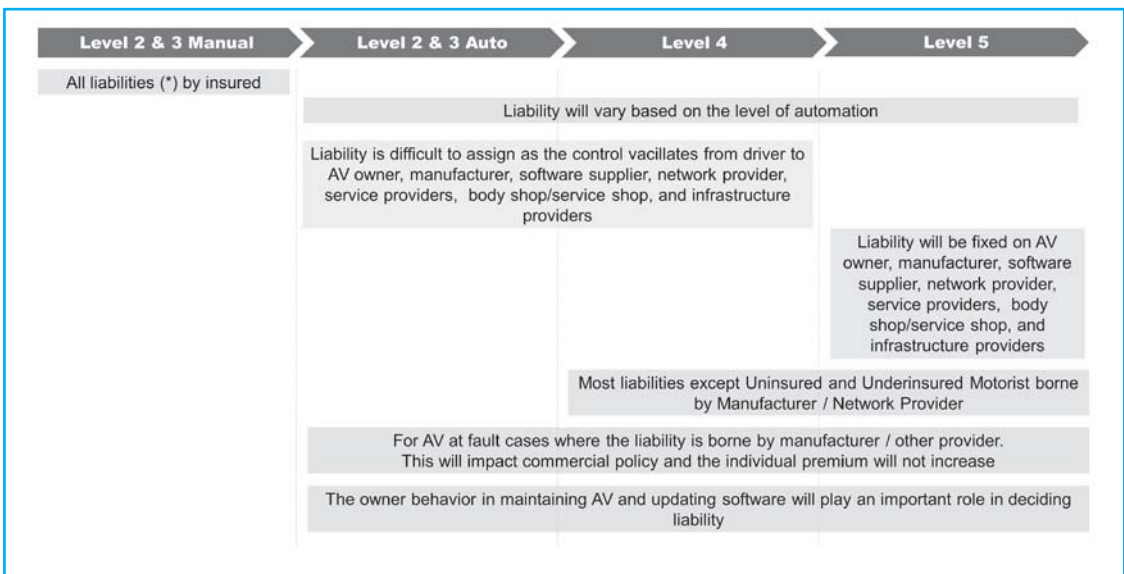 Level 2 & 3 Manual
Level 2 & 3 Auto
Level 4
Level 5
All liabilities (*) by insured
Liability will vary based on the level of automation
Liability is difficult to assign as the control vacillates from driver to
AV owner, manufacturer, software supplier, network provider,
service providers, body shop/service shop, and infrastructure
providers
Liability will be fixed on AV
owner, manufacturer, software
supplier, network provider,
service providers, body
shop/service shop, and
infrastructure providers
Most liabilities except Uninsured and Underinsured Motorist borne
by Manufacturer / Network Provider
For AV at fault cases where the liability is borne by manufacturer / other provider.
This will impact commercial policy and the individual premium will not increase
The owner behavior in maintaining AV and updating software will play an important role in deciding
liability